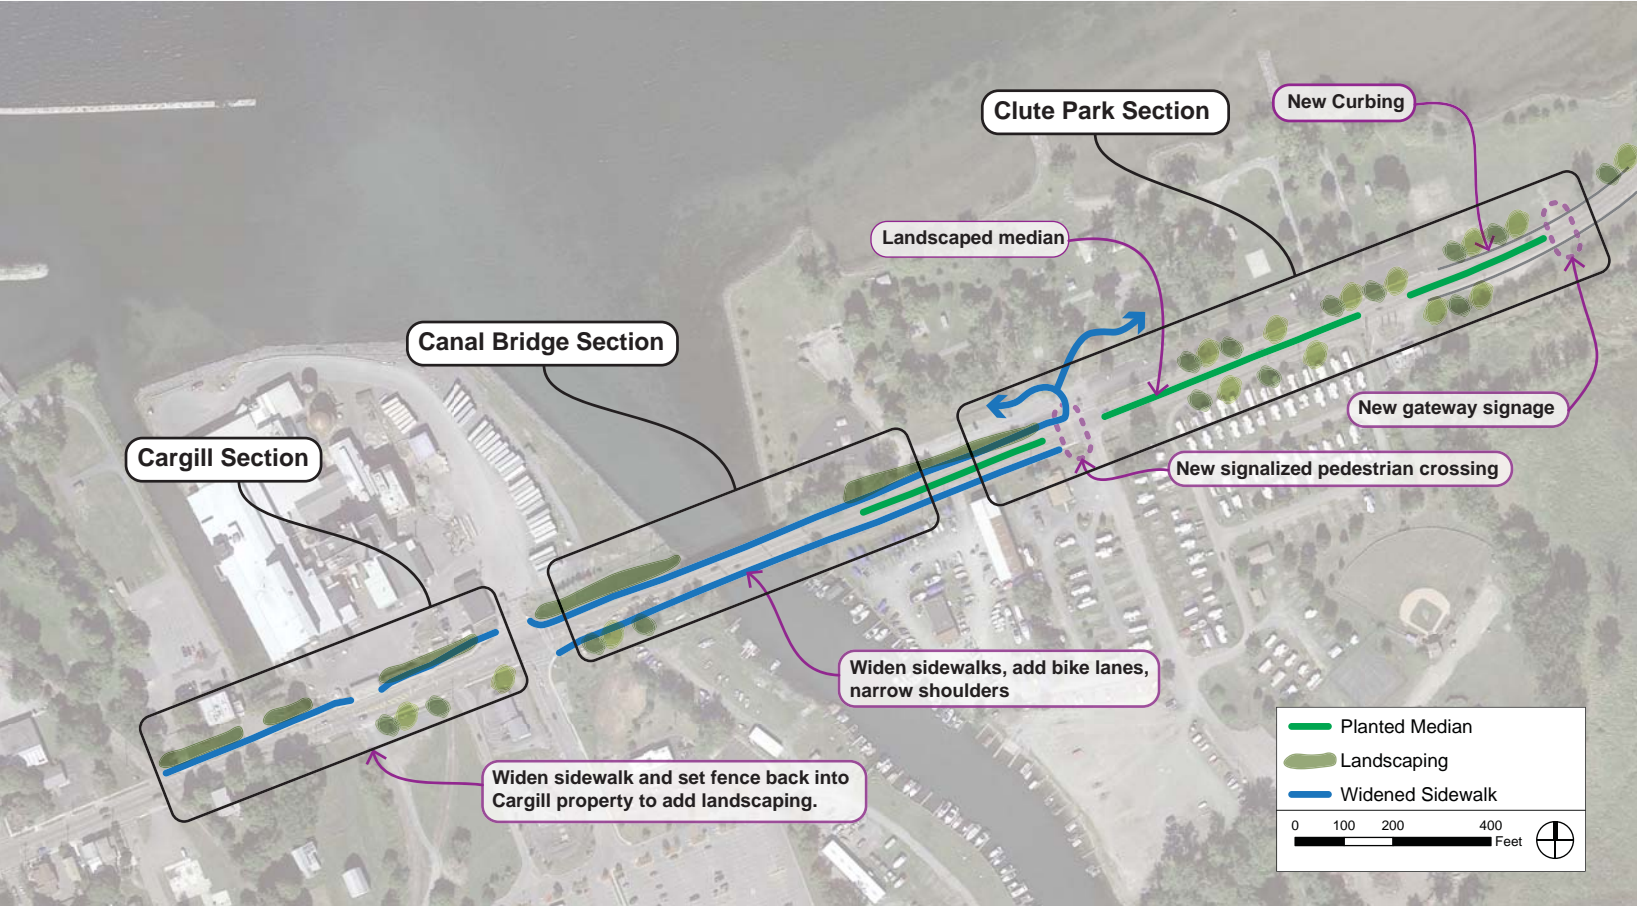 Clute Park Section
New Curbing
Landscaped median
Canal Bridge Section
New gateway signage
Cargill Section
New signalized pedestrian crossing
Widen sidewalks, add bike lanes,
narrow shoulders
Widen sidewalk and set fence back into
Cargill property to add landscaping.
Planted Median
Landscaping
Widened Sidewalk
0 100 200 400
Feet